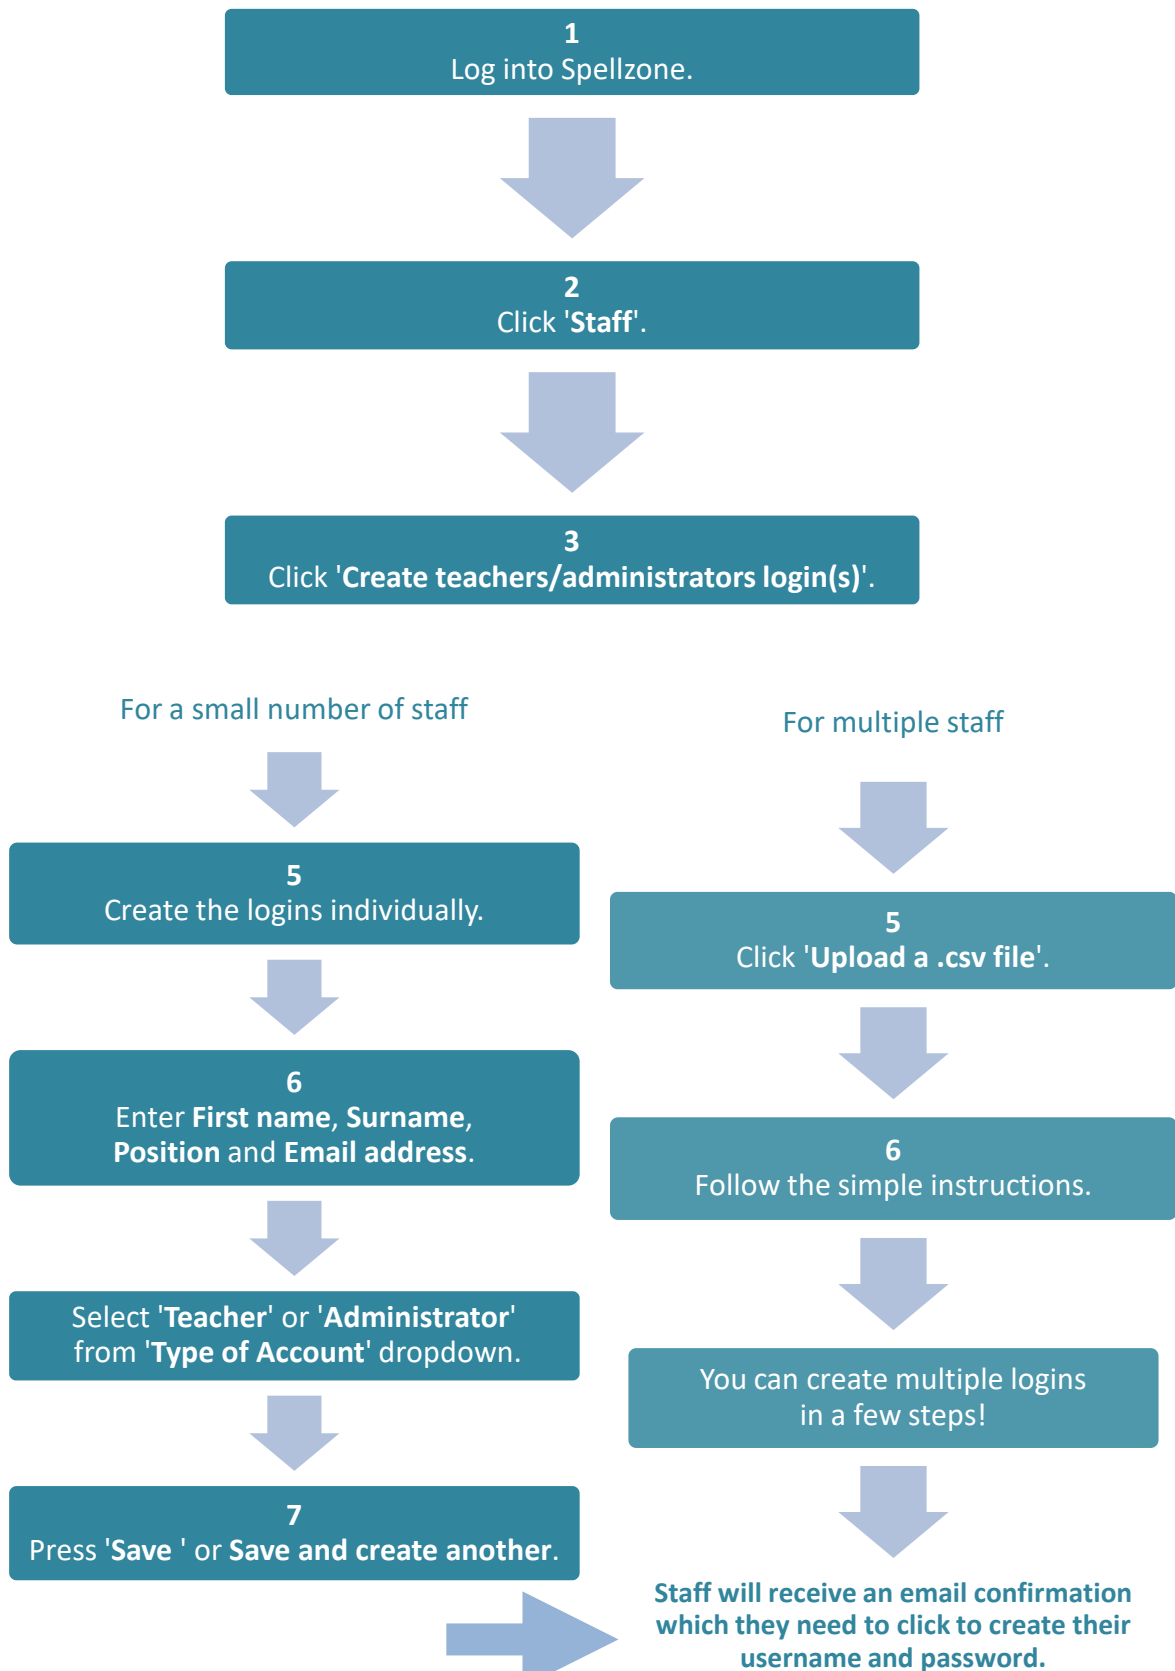 1
Log into Spellzone.
2
Click 'Staff'.
3
Click 'Create teachers/administrators login(s)'.
For a small number of staff
5
Create the logins individually.
6
Enter First name, Surname,
Position and Email address.
Select 'Teacher' or 'Administrator'
from 'Type of Account' dropdown.
7
Press 'Save ' or Save and create another.
For multiple staff
5
Click 'Upload a .csv file'.
6
Follow the simple instructions.
You can create multiple logins
in a few steps!
Staff will receive an email confirmation
which they need to click to create their
username and password.